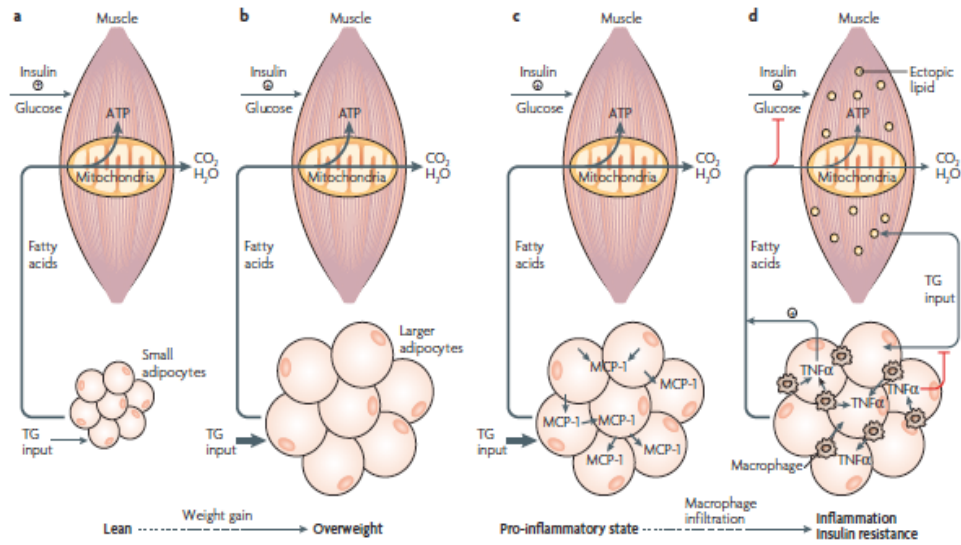 a
Muscle
Insulin
+
Glucose
ATP
Mitochondria
CO₂
H₂O
Fatty
acids
Small
adipocytes
TG
input
b
Muscle
Insulin
+
Glucose
ATP
Mitochondria
CO₂
H₂O
Fatty
acids
Larger
adipocytes
TG
input
c
Muscle
Insulin
+
Glucose
ATP
Mitochondria
CO₂
H₂O
Fatty
acids
MCP-1
MCP-1
MCP-1
MCP-1
MCP-1
MCP-1
TG
input
d
Muscle
Insulin
+
Glucose
Ectopic
lipid
ATP
Mitochondria
CO₂
H₂O
Fatty
acids
TG
input
+
TNFα
TNFα
TNFα
TNFα
Macrophage
Lean
Weight gain
Overweight
Pro-inflammatory state
Macrophage
infiltration
Inflammation
Insulin resistance